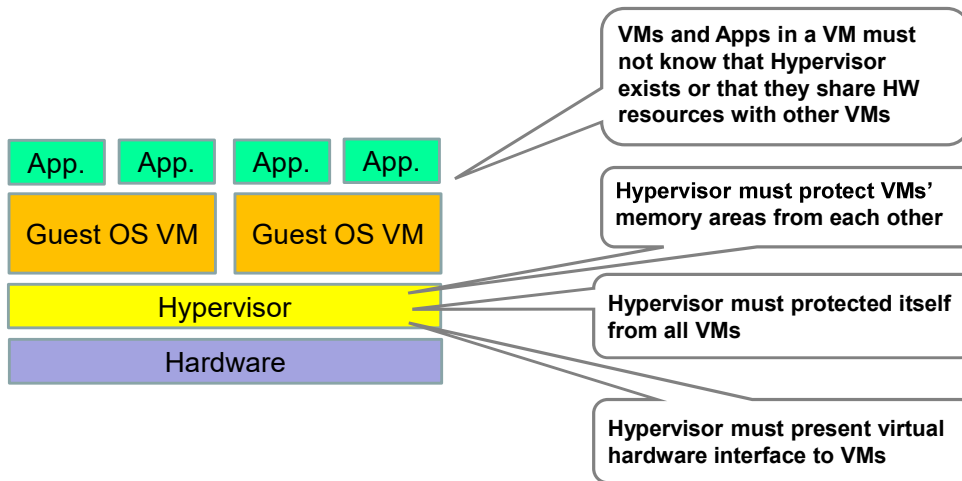 VMs and Apps in a VM must
not know that Hypervisor
exists or that they share HW
resources with other VMs
App.
App.
App.
App.
Hypervisor must protect VMs’
memory areas from each other
Guest OS VM
Guest OS VM
Hypervisor
Hypervisor must protected itself
from all VMs
Hardware
Hypervisor must present virtual
hardware interface to VMs